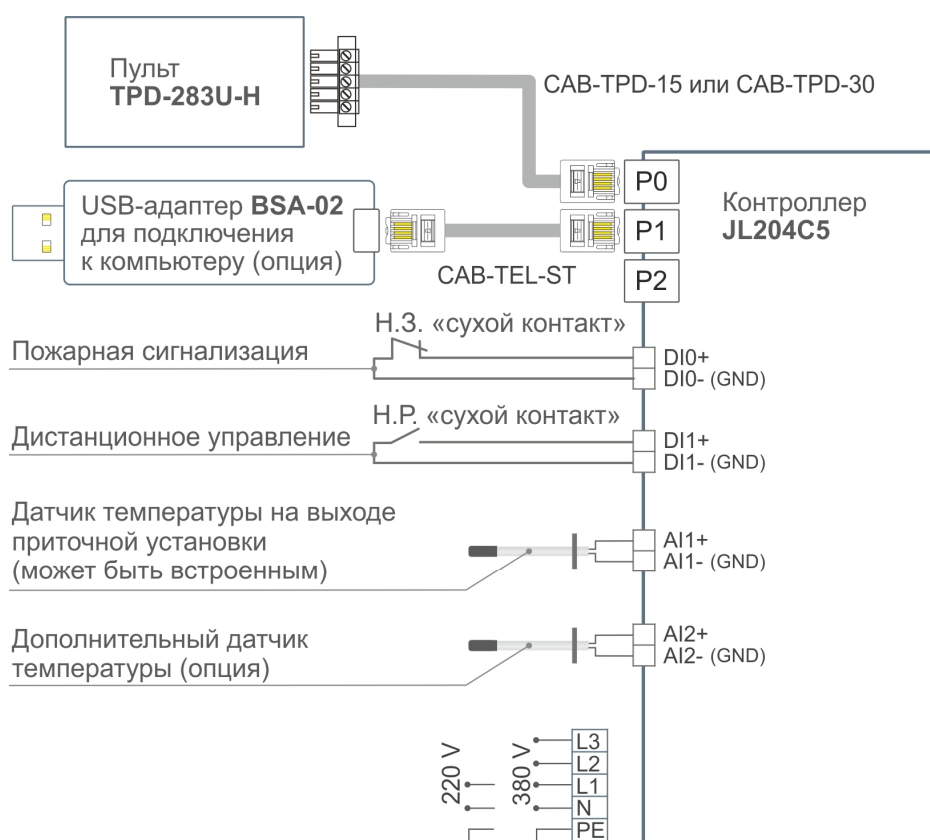 Пульт
TPD-283U-H
CAB-TPD-15 или CAB-TPD-30
P0
Контроллер
JL204C5
USB-адаптер BSA-02
для подключения
к компьютеру (опция)
P1
CAB-TEL-ST
P2
Н.З. «сухой контакт»
Пожарная сигнализация
DI0+
DI0- (GND)
Н.Р. «сухой контакт»
Дистанционное управление
DI1+
DI1- (GND)
Датчик температуры на выходе
приточной установки
(может быть встроенным)
AI1+
AI1- (GND)
Дополнительный датчик
температуры (опция)
AI2+
AI2- (GND)
220 V
380 V
L3
L2
L1
N
PE